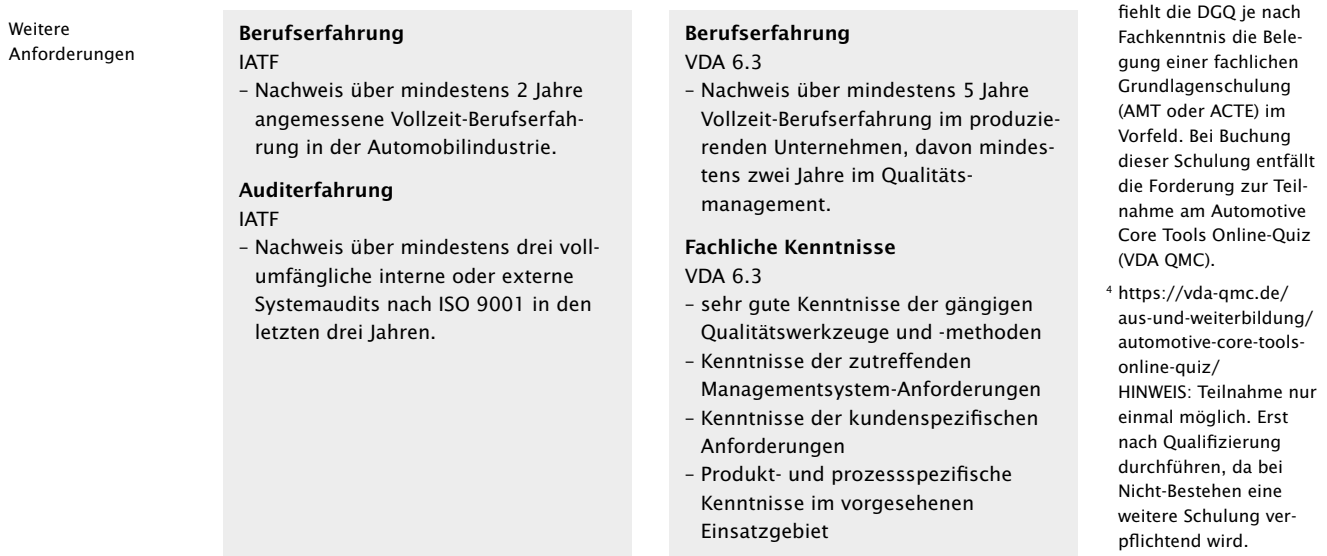 Weitere
Anforderungen
Berufserfahrung
IATF
– Nachweis über mindestens 2 Jahre
angemessene Vollzeit-Berufserfah-
rung in der Automobilindustrie.
Auditerfahrung
IATF
– Nachweis über mindestens drei voll-
umfängliche interne oder externe
Systemaudits nach ISO 9001 in den
letzten drei Jahren.
Berufserfahrung
VDA 6.3
– Nachweis über mindestens 5 Jahre
Vollzeit-Berufserfahrung im produzie-
renden Unternehmen, davon mindes-
tens zwei Jahre im Qualitäts-
management.
Fachliche Kenntnisse
VDA 6.3
– sehr gute Kenntnisse der gängigen
Qualitätswerkzeuge und -methoden
– Kenntnisse der zutreffenden
Managementsystem-Anforderungen
– Kenntnisse der kundenspezifischen
Anforderungen
– Produkt- und prozessspezifische
Kenntnisse im vorgesehenen
Einsatzgebiet
fiehlt die DGQ je nach
Fachkenntnis die Bele-
gung einer fachlichen
Grundlagenschulung
(AMT oder ACTE) im
Vorfeld. Bei Buchung
dieser Schulung entfällt
die Forderung zur Teil-
nahme am Automotive
Core Tools Online-Quiz
(VDA QMC).
⁴ https://vda-qmc.de/
aus-und-weiterbildung/
automotive-core-tools-
online-quiz/
HINWEIS: Teilnahme nur
einmal möglich. Erst
nach Qualifizierung
durchführen, da bei
Nicht-Bestehen eine
weitere Schulung ver-
pflichtend wird.